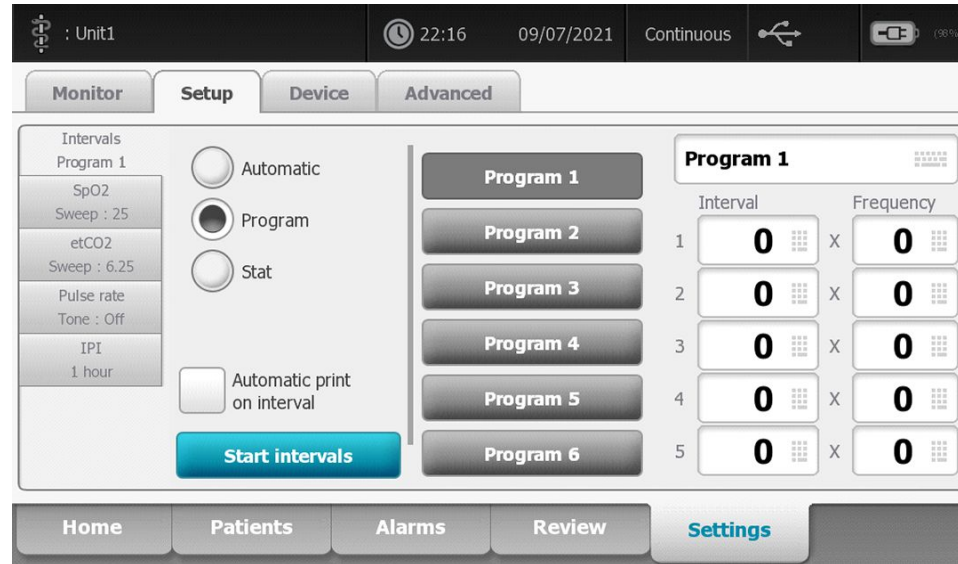 : Unit1
22:16
09/07/2021
Continuous
(98%
Monitor
Setup
Device
Advanced
Intervals
Program 1
SpO2
Sweep : 25
etCO2
Sweep : 6.25
Pulse rate
Tone : Off
IPI
1 hour
Automatic
Program
Stat
Automatic print
on interval
Start intervals
Program 1
Program 2
Program 3
Program 4
Program 5
Program 6
Program 1
Interval Frequency
1 0 X 0
2 0 X 0
3 0 X 0
4 0 X 0
5 0 X 0
Home
Patients
Alarms
Review
Settings